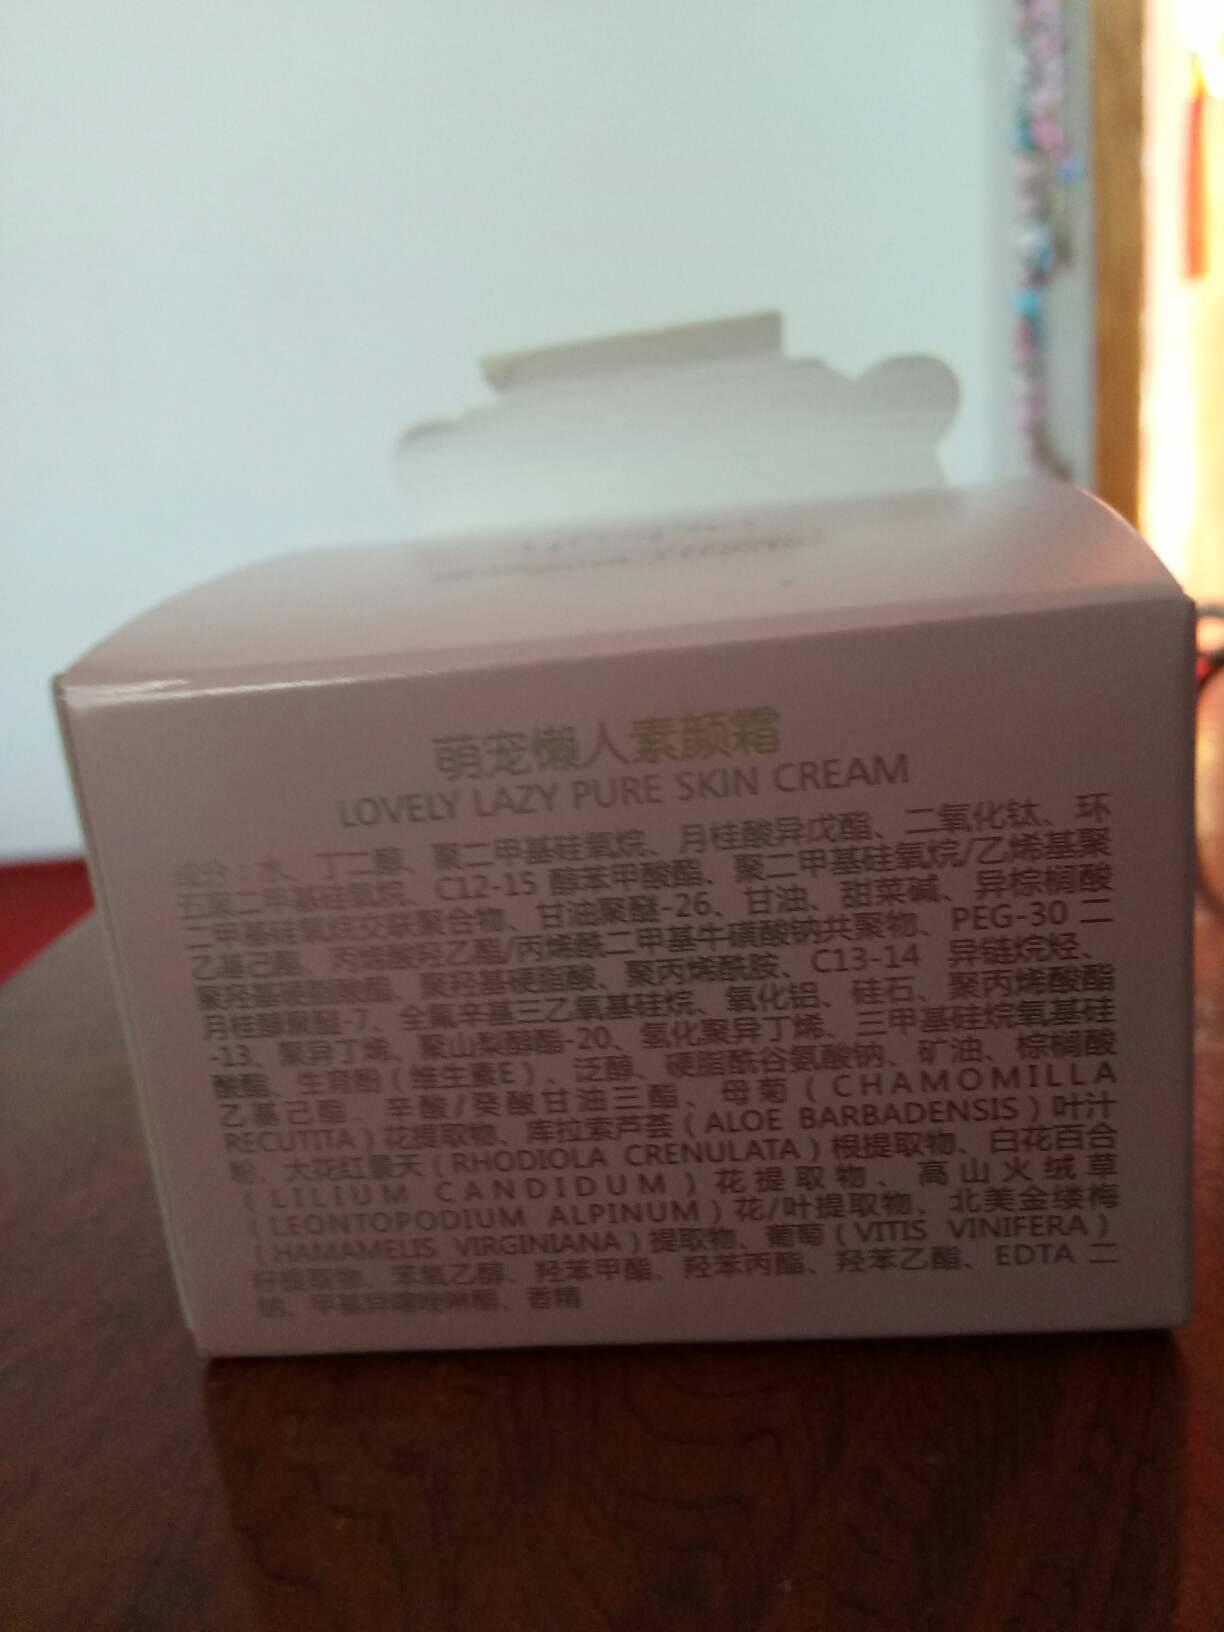 萌宠懒人素颜霜
LOVELY LAZY PURE SKIN CREAM
成分：水、丁二醇、聚二甲基硅氧烷、月桂酸异戊酯、二氧化钛、环
五聚二甲基硅氧烷、C12-15 醇苯甲酸酯、聚二甲基硅氧烷/乙烯基聚
二甲基硅氧烷交联聚合物、甘油聚醚-26、甘油、甜菜碱、异棕榈酸
乙基己酯、丙烯酸羟乙酯/丙烯酰二甲基牛磺酸钠共聚物、PEG-30 二
聚羟基硬脂酸酯、聚羟基硬脂酸、聚丙烯酰胺、C13-14 异链烷烃、
月桂醇聚醚-7、全氟辛基三乙氧基硅烷、氧化铝、硅石、聚丙烯酸酯
-13、聚异丁烯、聚山梨醇酯-20、氢化聚异丁烯、三甲基硅烷氧基硅
酸酯、生育酚（维生素E）、泛醇、硬脂酰谷氨酸钠、矿油、棕榈酸
乙基己酯、辛酸/癸酸甘油三酯、母菊（CHAMOMILLA
RECUTITA）花提取物、库拉索芦荟（ALOE BARBADENSIS）叶汁
粉、大花红景天（RHODIOLA CRENULATA）根提取物、白花百合
（LILIUM CANDIDUM）花提取物、高山火绒草
（LEONTOPODIUM ALPINUM）花/叶提取物、北美金缕梅
（HAMAMELIS VIRGINIANA）提取物、葡萄（VITIS VINIFERA）
籽提取物、苯氧乙醇、羟苯甲酯、羟苯丙酯、羟苯乙酯、EDTA 二
钠、甲基异噻唑啉酮、香精